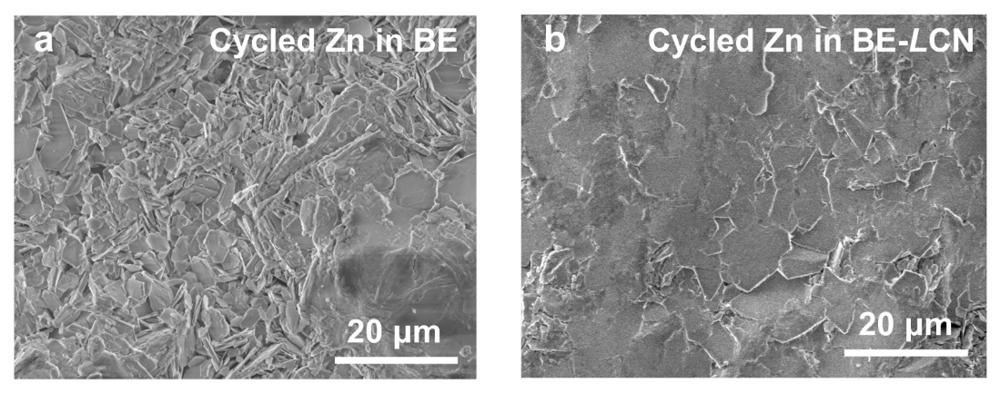 a
Cycled Zn in BE
20 μm
b
Cycled Zn in BE-LCN
20 μm